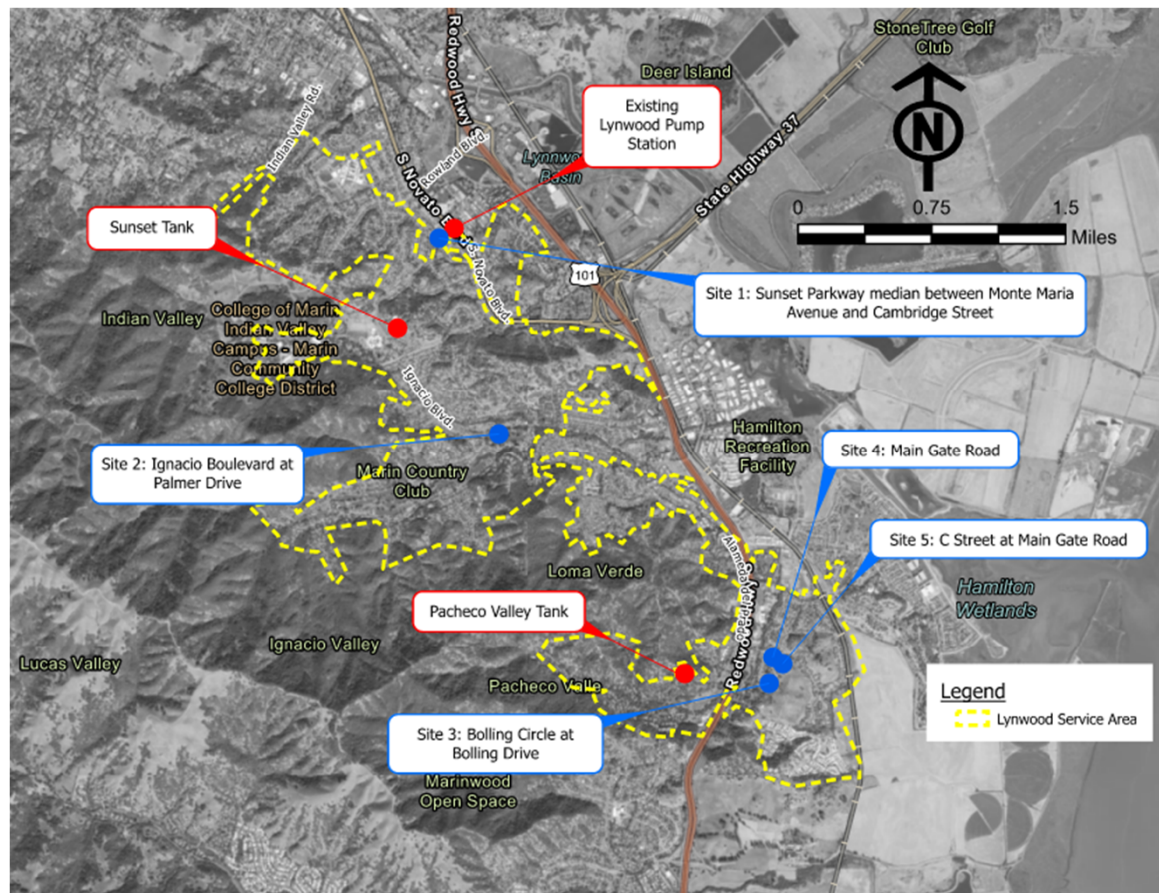 StoneTree Golf
Club
Deer Island
Redwood Hwy S
N
State Highway 37
0 0.75 1.5
Miles
Existing
Lynwood Pump
Station
Indian Valley Rd.
Rowland Blvd.
S Novato Blvd
S. Novato Blvd.
101
Sunset Tank
Site 1: Sunset Parkway median between Monte Maria
Avenue and Cambridge Street
Indian Valley
College of Marin
Indian Valley
Campus - Marin
Community
College District
Ignacio Blvd.
Site 2: Ignacio Boulevard at
Palmer Drive
Marin Country
Club
Hamilton
Recreation
Facility
Site 4: Main Gate Road
Site 5: C Street at Main Gate Road
Loma Verde
Alameda del Prado
Redwood Hwy S
Hamilton
Wetlands
Pacheco Valley Tank
Ignacio Valley
Lucas Valley
Pacheco Valle
Site 3: Bolling Circle at
Bolling Drive
Marinwood
Open Space
Legend
Lynwood Service Area